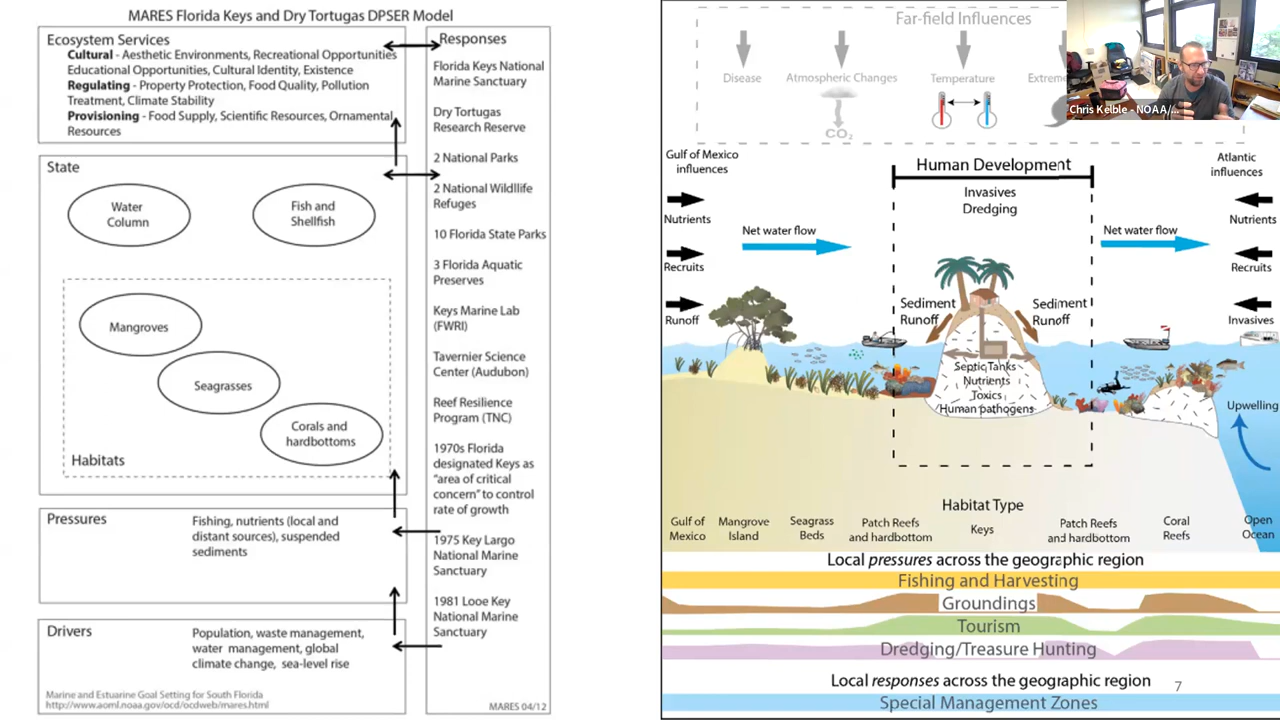 MARES Florida Keys and Dry Tortugas DPSER Model
Ecosystem Services
Cultural - Aesthetic Environments, Recreational Opportunities
Educational Opportunities, Cultural Identity, Existence
Regulating - Property Protection, Food Quality, Pollution
Treatment, Climate Stability
Provisioning - Food Supply, Scientific Resources, Ornamental
Resources
State
Water
Column
Fish and
Shellfish
Mangroves
Seagrasses
Corals and
hardbottoms
Habitats
Pressures
Fishing, nutrients (local and
distant sources), suspended
sediments
Drivers
Population, waste management,
water management, global
climate change, sea-level rise
Marine and Estuarine Goal Setting for South Florida
http://www.aoml.noaa.gov/ocd/ocdweb/mares.html
Responses
Florida Keys National
Marine Sanctuary
Dry Tortugas
Research Reserve
2 National Parks
2 National Wildllife
Refuges
10 Florida State Parks
3 Florida Aquatic
Preserves
Keys Marine Lab
(FWRI)
Tavernier Science
Center (Audubon)
Reef Resilience
Program (TNC)
1970s Florida
designated Keys as
"area of critical
concern" to control
rate of growth
1975 Key Largo
National Marine
Sanctuary
1981 Looe Key
National Marine
Sanctuary
MARES 04/12
Far-field Influences
Disease
Atmospheric Changes
Temperature
Extreme
CO2
Chris Kelble - NOAA/...
Gulf of Mexico
influences
Nutrients
Recruits
Runoff
Net water flow
Human Development
Invasives
Dredging
Sediment
Runoff
Sediment
Runoff
Septic Tanks
Nutrients
Toxics
Human pathogens
Net water flow
Atlantic
influences
Nutrients
Recruits
Invasives
Upwelling
Habitat Type
Gulf of
Mexico
Mangrove
Island
Seagrass
Beds
Patch Reefs
and hardbottom
Keys
Patch Reefs
and hardbottom
Coral
Reefs
Open
Ocean
Local pressures across the geographic region
Fishing and Harvesting
Groundings
Tourism
Dredging/Treasure Hunting
Local responses across the geographic region
7
Special Management Zones